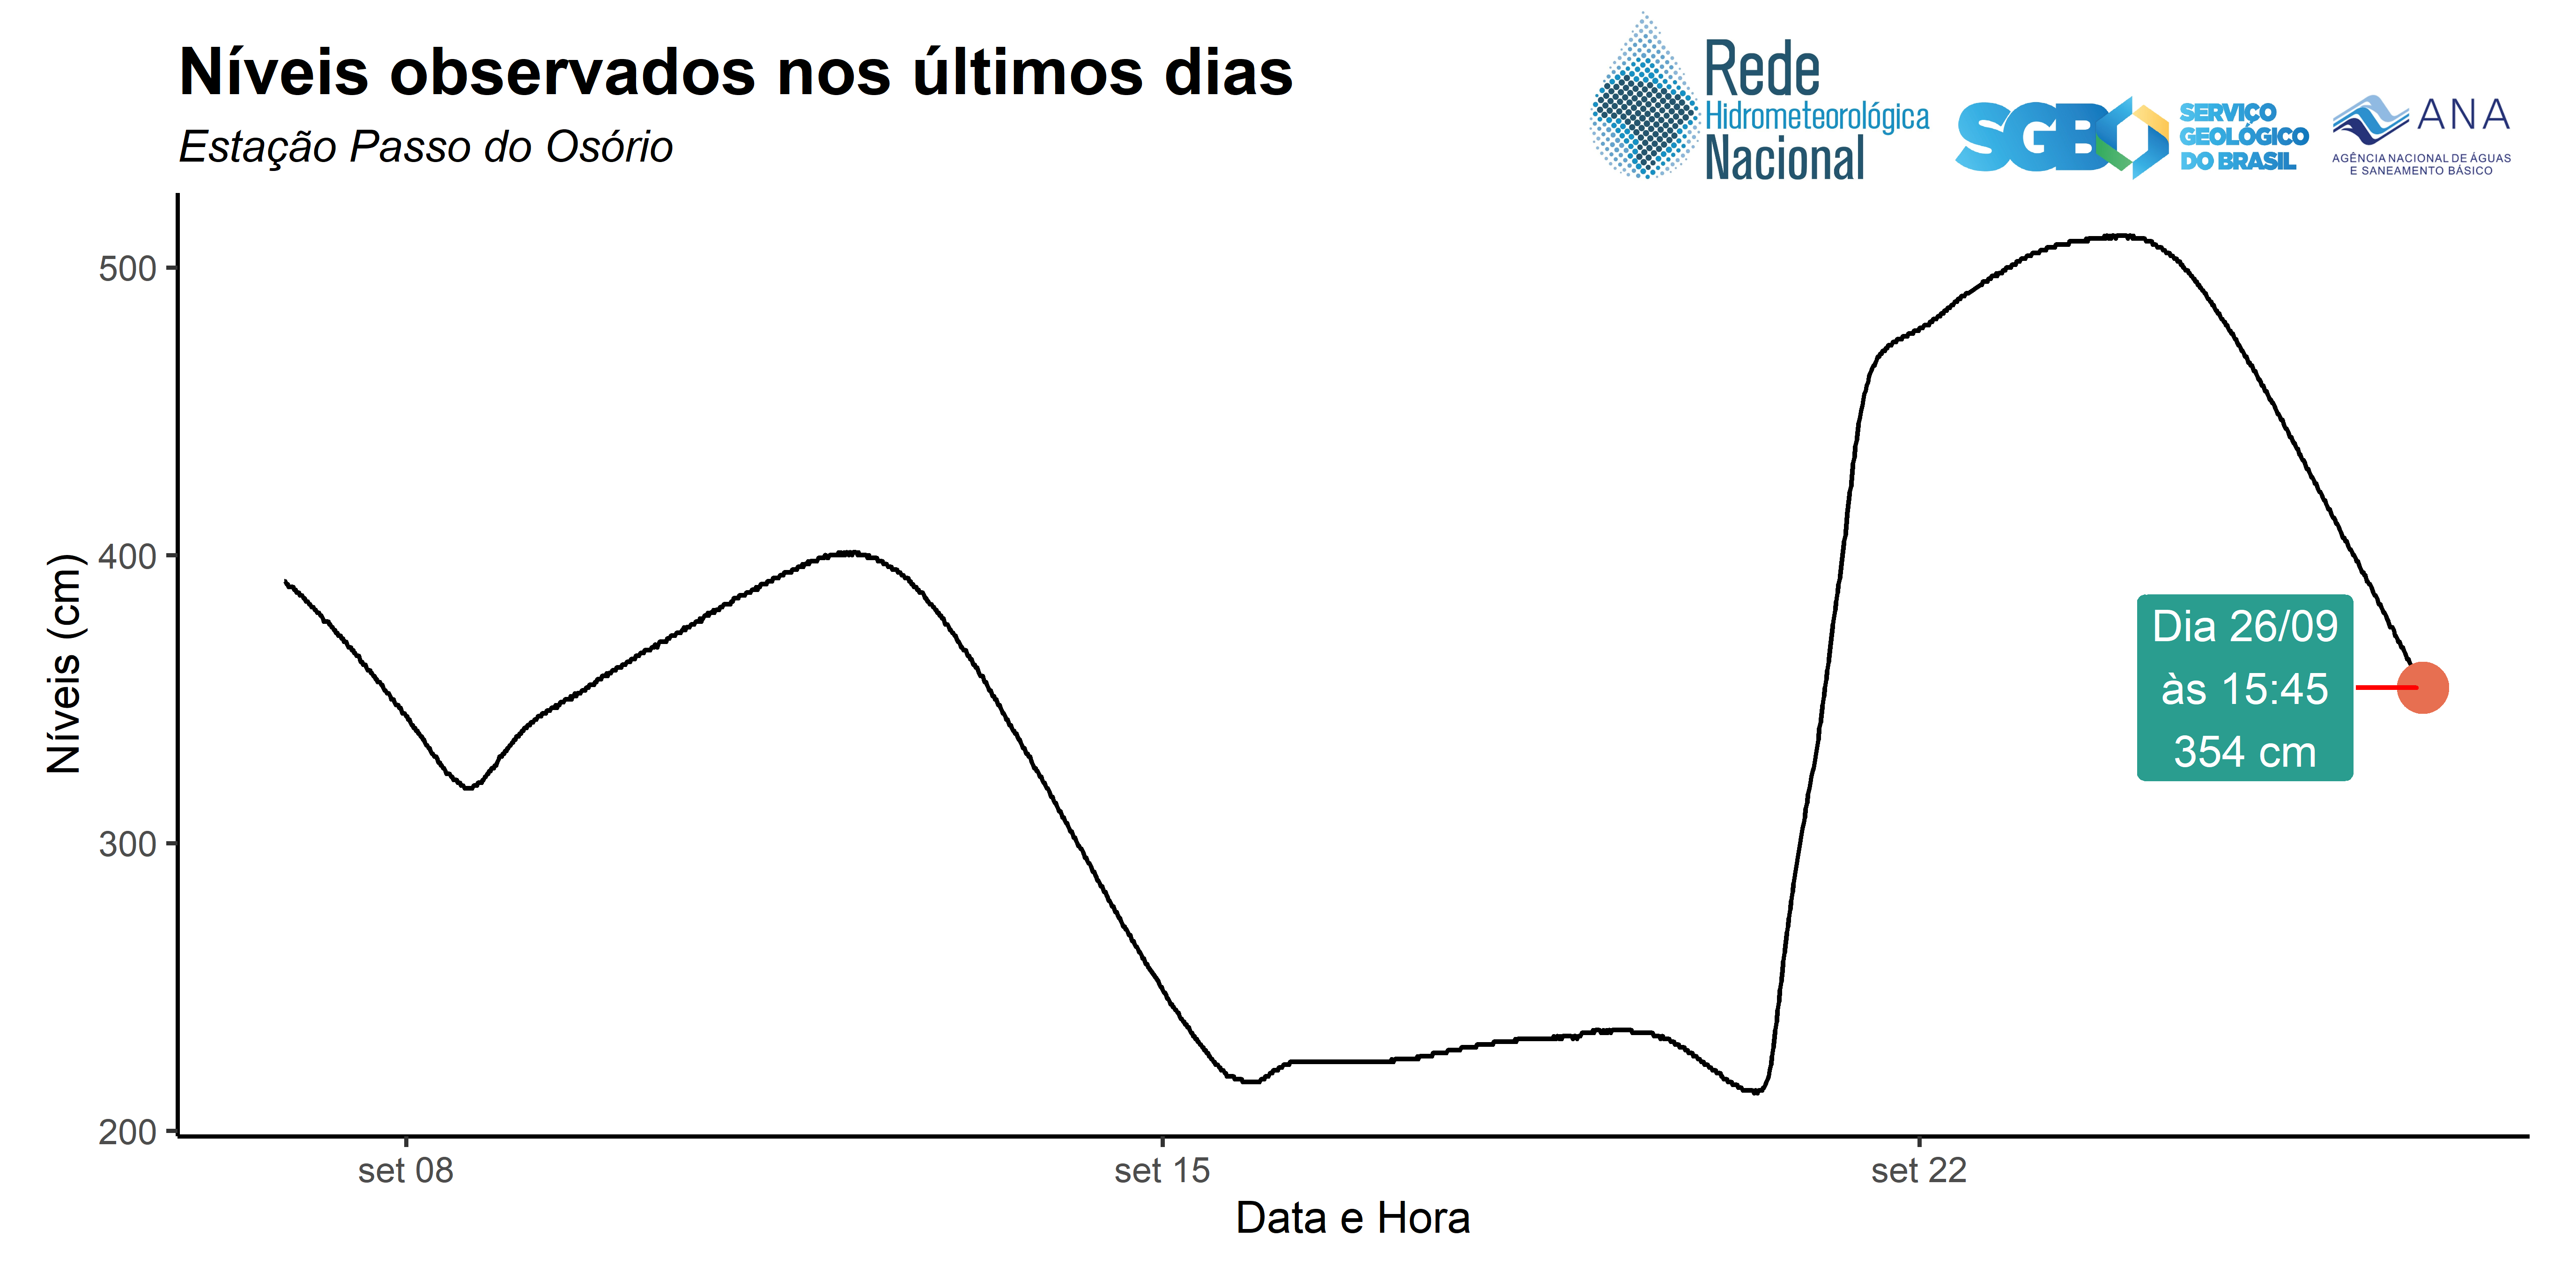 Níveis observados nos últimos dias
Estação Passo do Osório
Rede
Hidrometeorológica
Nacional
SGB
SERVIÇO
GEOLÓGICO
DO BRASIL
ANA
AGÊNCIA NACIONAL DE ÁGUAS
E SANEAMENTO BÁSICO
Níveis (cm)
500
400
300
200
Dia 26/09
às 15:45
354 cm
set 08
set 15
set 22
Data e Hora